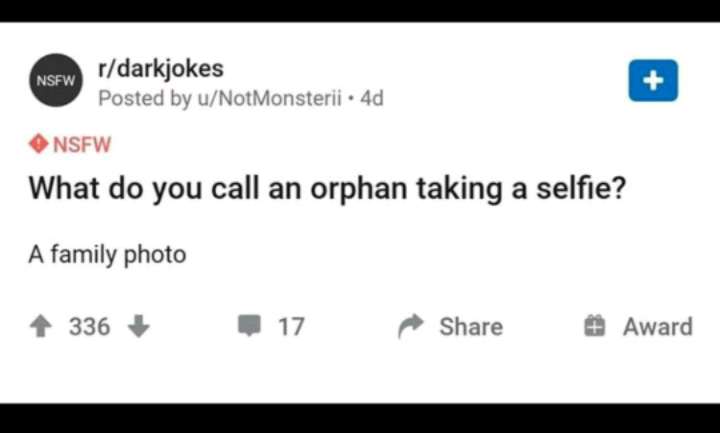 NSFW
r/darkjokes
Posted by u/NotMonsterii • 4d
NSFW
What do you call an orphan taking a selfie?
A family photo
336
17
Share
Award